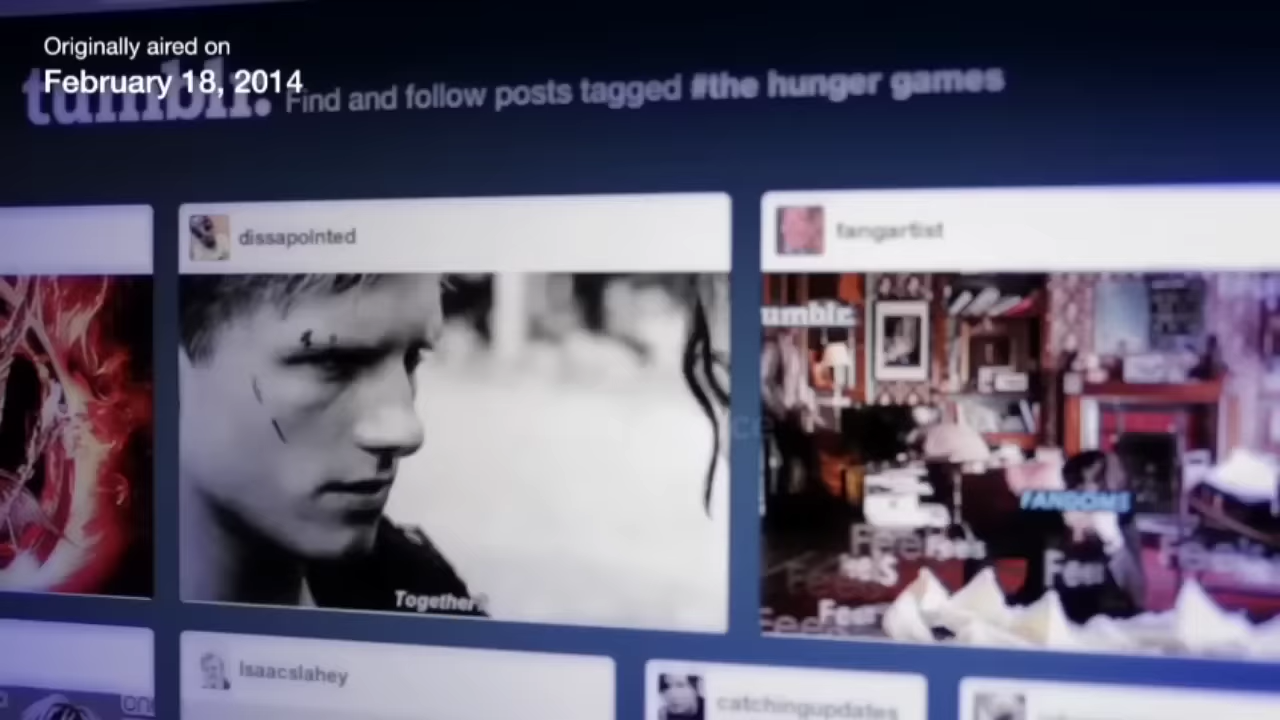 Originally aired on
February 18, 2014
tumblr. Find and follow posts tagged #the hunger games
dissapointed
fangartist
umblr.
FANDOMS
Feels
Together
Isaacslahey
catchingupdates